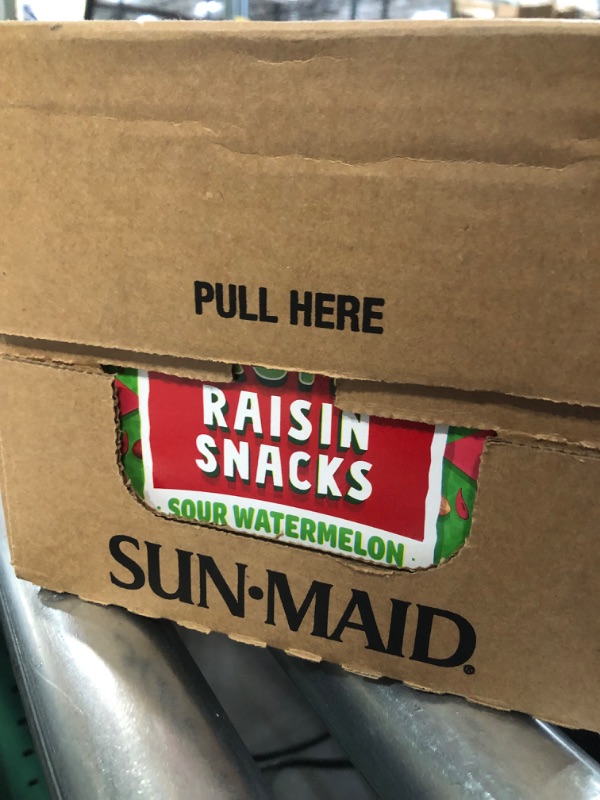 PULL HERE
RAISIN
SNACKS
· SOUR WATERMELON ·
SUN·MAID®